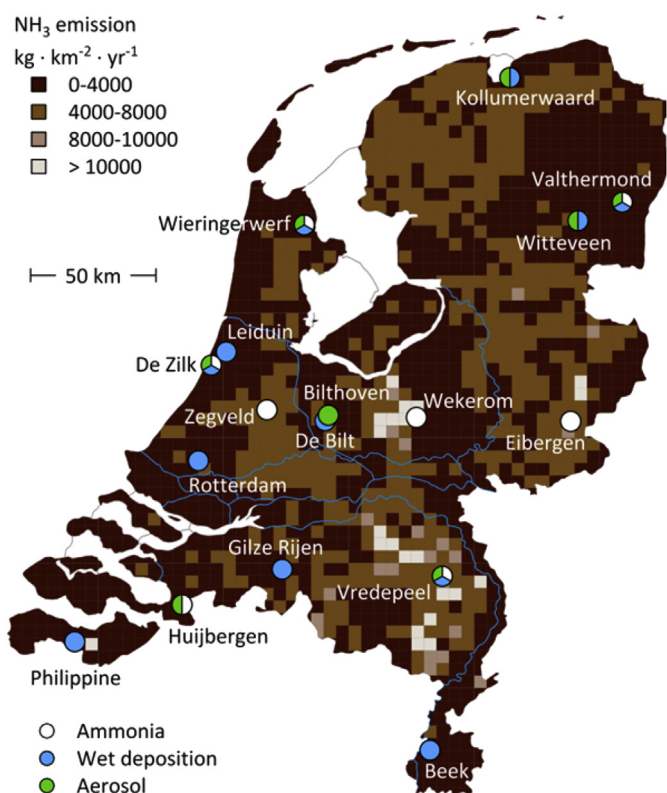 NH₃ emission
kg · km⁻² · yr⁻¹
0-4000
4000-8000
8000-10000
> 10000
Kollumerwaard
Valthermond
Wieringerwerf
Witteveen
50 km
Leiduin
De Zilk
Bilthoven
Wekerom
Zegveld
De Bilt
Eibergen
Rotterdam
Gilze Rijen
Vredepeel
Huijbergen
Philippine
Ammonia
Wet deposition
Beek
Aerosol